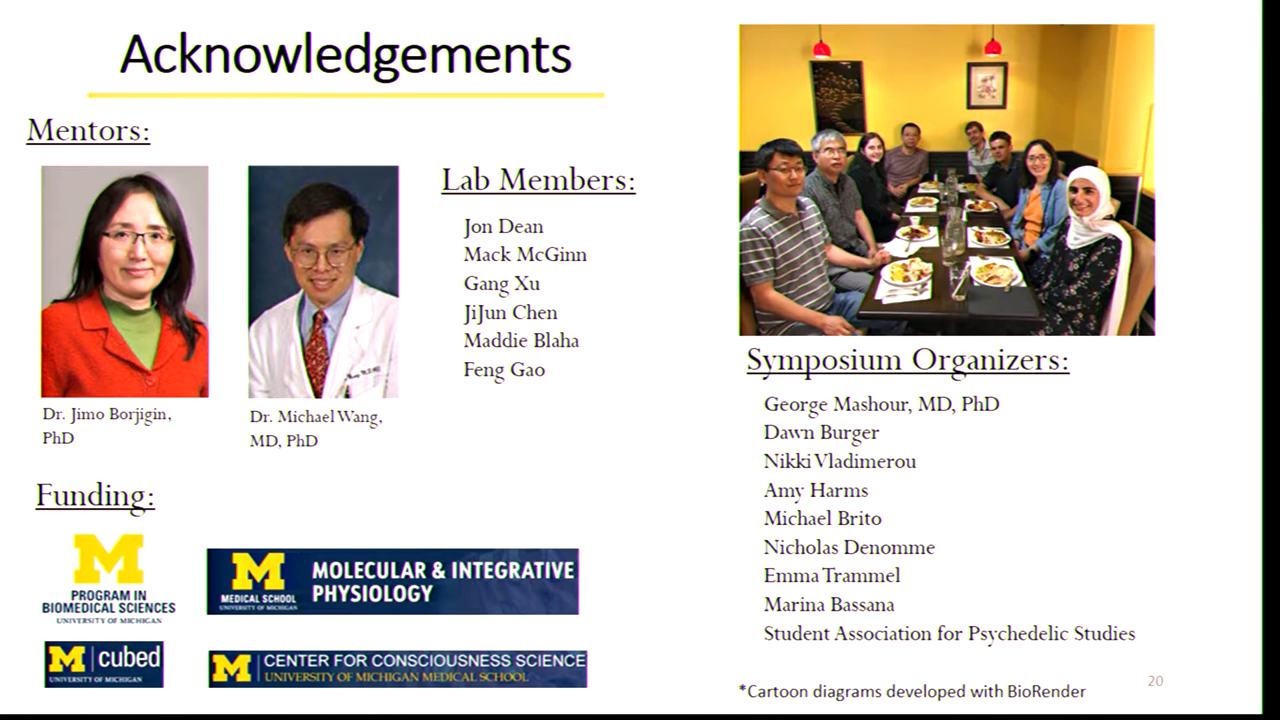 Acknowledgements
Mentors:
Dr. Jimo Borjigin,
PhD
Dr. Michael Wang,
MD, PhD
Lab Members:
Jon Dean
Mack McGinn
Gang Xu
JiJun Chen
Maddie Blaha
Feng Gao
Funding:
M
PROGRAM IN
BIOMEDICAL SCIENCES
UNIVERSITY OF MICHIGAN
M
MEDICAL SCHOOL
UNIVERSITY OF MICHIGAN
MOLECULAR & INTEGRATIVE
PHYSIOLOGY
M cubed
UNIVERSITY OF MICHIGAN
M CENTER FOR CONSCIOUSNESS SCIENCE
UNIVERSITY OF MICHIGAN MEDICAL SCHOOL
Symposium Organizers:
George Mashour, MD, PhD
Dawn Burger
Nikki Vladimerou
Amy Harms
Michael Brito
Nicholas Denomme
Emma Trammel
Marina Bassana
Student Association for Psychedelic Studies
*Cartoon diagrams developed with BioRender
20